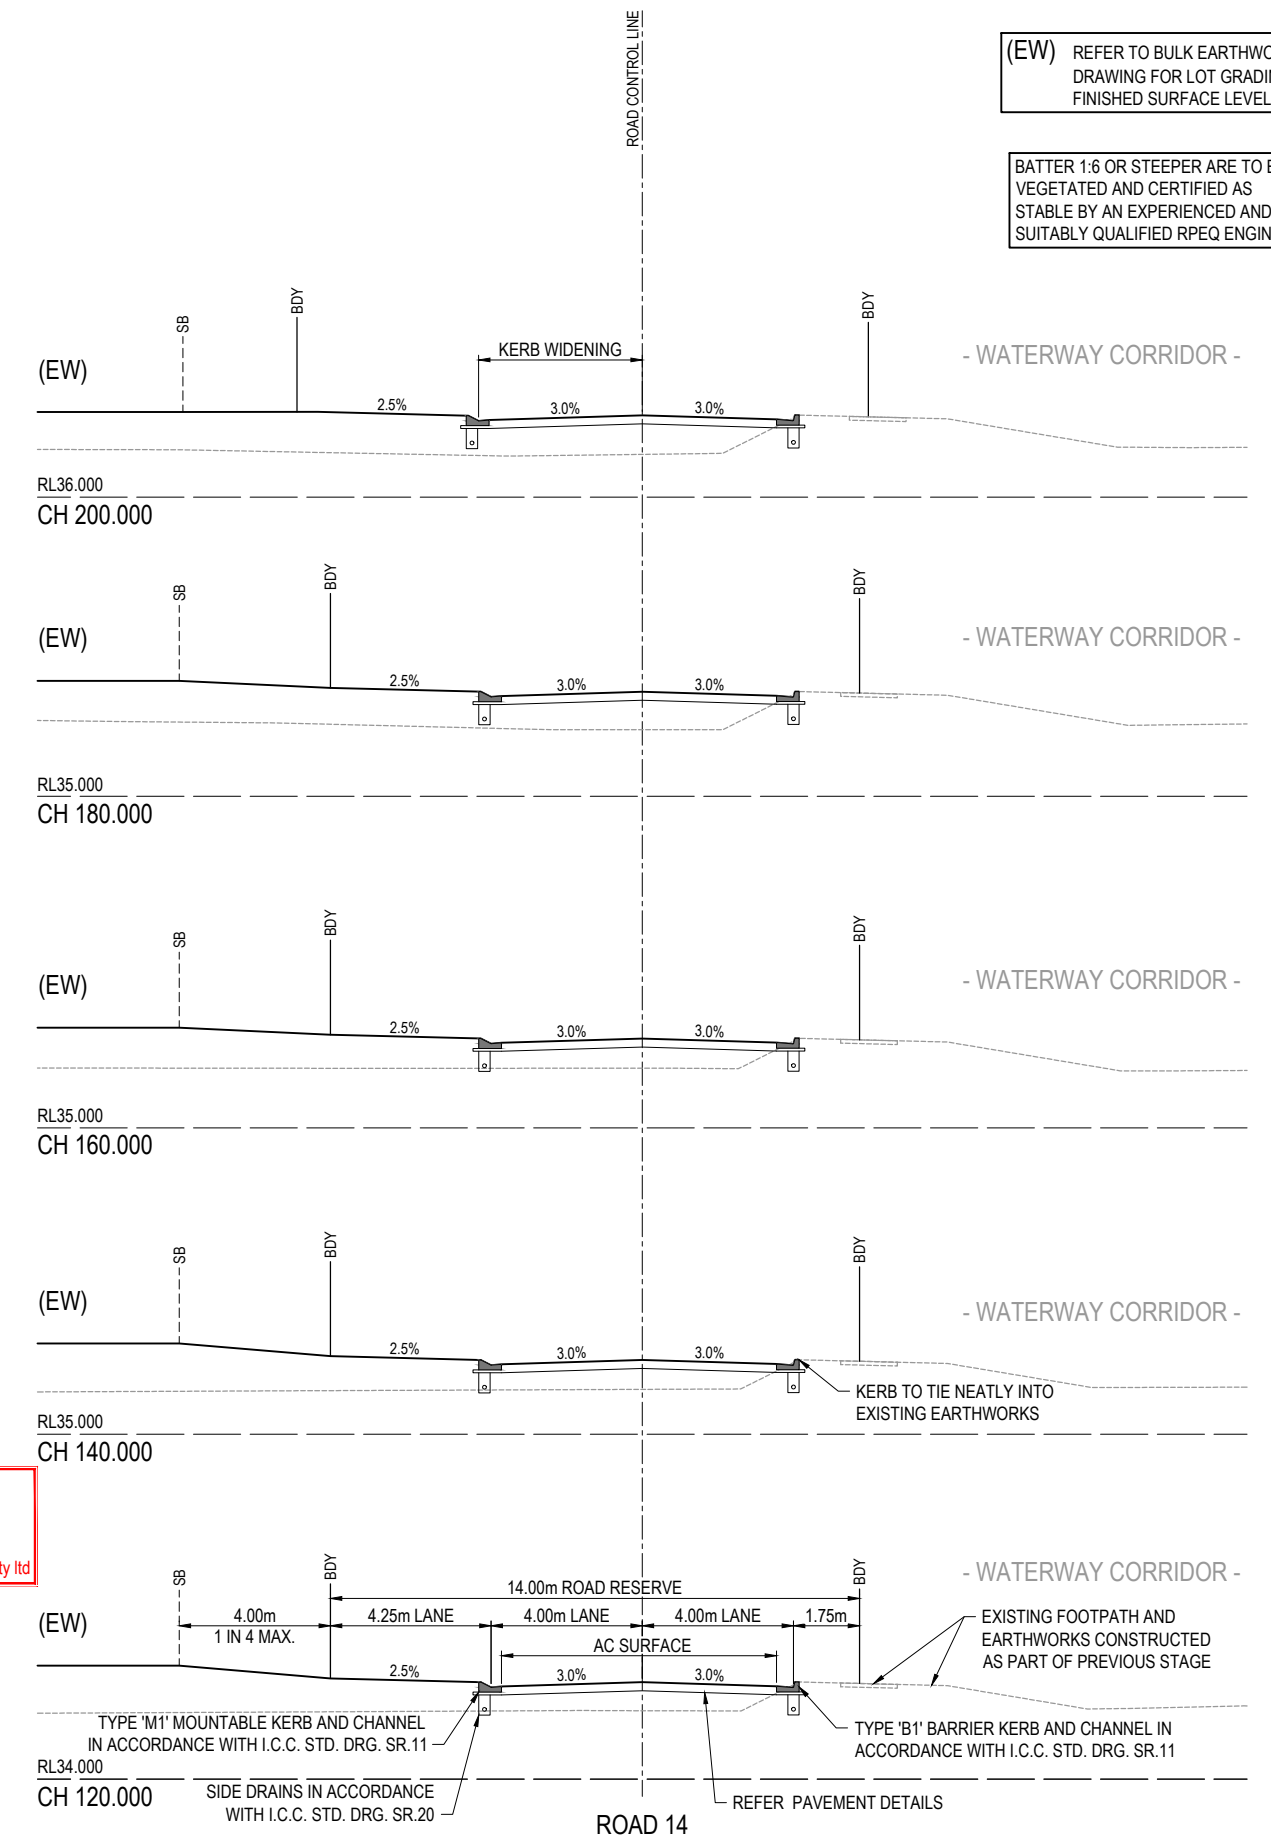 ROAD CONTROL LINE
(EW) REFER TO BULK
DRAWING FOR LOT
FINISHED SURFACE
BATTER 1:6 OR STEEPER ARE TO
VEGETATED AND CERTIFIED AS
STABLE BY AN EXPERIENCED AND
SUITABLY QUALIFIED RPEQ
SB
BDY
BDY
KERB WIDENING
- WATERWAY CORRIDOR -
(EW)
2.5%
3.0%
3.0%
RL36.000
CH 200.000
SB
BDY
BDY
(EW)
- WATERWAY CORRIDOR -
2.5%
3.0%
3.0%
RL35.000
CH 180.000
SB
BDY
BDY
(EW)
- WATERWAY CORRIDOR -
2.5%
3.0%
3.0%
RL35.000
CH 160.000
SB
BDY
BDY
(EW)
- WATERWAY CORRIDOR -
2.5%
3.0%
3.0%
KERB TO TIE NEATLY INTO
EXISTING EARTHWORKS
RL35.000
CH 140.000
ltd
SB
BDY
BDY
- WATERWAY CORRIDOR -
14.00m ROAD RESERVE
(EW)
4.00m
1 IN 4 MAX.
4.25m LANE
4.00m LANE
4.00m LANE
1.75m
AC SURFACE
EXISTING FOOTPATH AND
EARTHWORKS CONSTRUCTED
AS PART OF PREVIOUS STAGE
2.5%
3.0%
3.0%
TYPE 'M1' MOUNTABLE KERB AND CHANNEL
IN ACCORDANCE WITH I.C.C. STD. DRG. SR.11
TYPE 'B1' BARRIER KERB AND CHANNEL IN
ACCORDANCE WITH I.C.C. STD. DRG. SR.11
RL34.000
CH 120.000
SIDE DRAINS IN ACCORDANCE
WITH I.C.C. STD. DRG. SR.20
REFER PAVEMENT DETAILS
ROAD 14